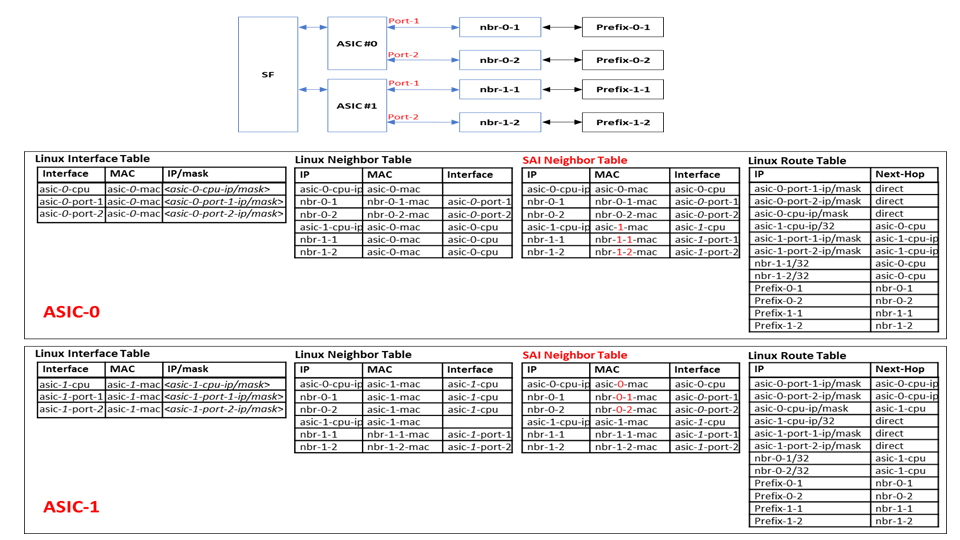 Port-1
nbr-0-1 Prefix-0-1
ASIC #0
Port-2
nbr-0-2 Prefix-0-2
SF
Port-1
nbr-1-1 Prefix-1-1
ASIC #1
Port-2
nbr-1-2 Prefix-1-2
Linux Interface Table
Interface MAC IP/mask
asic-0-cpu asic-0-mac <asic-0-cpu-ip/mask>
asic-0-port-1 asic-0-mac <asic-0-port-1-ip/mask>
asic-0-port-2 asic-0-mac <asic-0-port-2-ip/mask>
ASIC-0
Linux Neighbor Table
IP MAC Interface
asic-0-cpu-ip asic-0-mac
nbr-0-1 nbr-0-1-mac asic-0-port-1
nbr-0-2 nbr-0-2-mac asic-0-port-2
asic-1-cpu-ip asic-0-mac asic-0-cpu
nbr-1-1 asic-0-mac asic-0-cpu
nbr-1-2 asic-0-mac asic-0-cpu
SAI Neighbor Table
IP MAC Interface
asic-0-cpu-ip asic-0-mac asic-0-cpu
nbr-0-1 nbr-0-1-mac asic-0-port-1
nbr-0-2 nbr-0-2-mac asic-0-port-2
asic-1-cpu-ip asic-1-mac asic-1-cpu
nbr-1-1 nbr-1-1-mac asic-1-port-1
nbr-1-2 nbr-1-2-mac asic-1-port-2
Linux Route Table
IP Next-Hop
asic-0-port-1-ip/mask direct
asic-0-port-2-ip/mask direct
asic-0-cpu-ip/mask direct
asic-1-cpu-ip/32 asic-0-cpu
asic-1-port-1-ip/mask asic-1-cpu-ip
asic-1-port-2-ip/mask asic-1-cpu-ip
nbr-1-1/32 asic-0-cpu
nbr-1-2/32 asic-0-cpu
Prefix-0-1 nbr-0-1
Prefix-0-2 nbr-0-2
Prefix-1-1 nbr-1-1
Prefix-1-2 nbr-1-2
Linux Interface Table
Interface MAC IP/mask
asic-1-cpu asic-1-mac <asic-1-cpu-ip/mask>
asic-1-port-1 asic-1-mac <asic-1-port-1-ip/mask>
asic-1-port-2 asic-1-mac <asic-1-port-2-ip/mask>
ASIC-1
Linux Neighbor Table
IP MAC Interface
asic-0-cpu-ip asic-1-mac asic-1-cpu
nbr-0-1 asic-1-mac asic-1-cpu
nbr-0-2 asic-1-mac asic-1-cpu
asic-1-cpu-ip asic-1-mac
nbr-1-1 nbr-1-1-mac asic-1-port-1
nbr-1-2 nbr-1-2-mac asic-1-port-2
SAI Neighbor Table
IP MAC Interface
asic-0-cpu-ip asic-0-mac asic-0-cpu
nbr-0-1 nbr-0-1-mac asic-0-port-1
nbr-0-2 nbr-0-2-mac asic-0-port-2
asic-1-cpu-ip asic-1-mac asic-1-cpu
nbr-1-1 nbr-1-1-mac asic-1-port-1
nbr-1-2 nbr-1-2-mac asic-1-port-2
Linux Route Table
IP Next-Hop
asic-0-port-1-ip/mask asic-0-cpu-ip
asic-0-port-2-ip/mask asic-0-cpu-ip
asic-0-cpu-ip/mask asic-1-cpu
asic-1-cpu-ip/32 direct
asic-1-port-1-ip/mask direct
asic-1-port-2-ip/mask direct
nbr-0-1/32 asic-1-cpu
nbr-0-2/32 asic-1-cpu
Prefix-0-1 nbr-0-1
Prefix-0-2 nbr-0-2
Prefix-1-1 nbr-1-1
Prefix-1-2 nbr-1-2